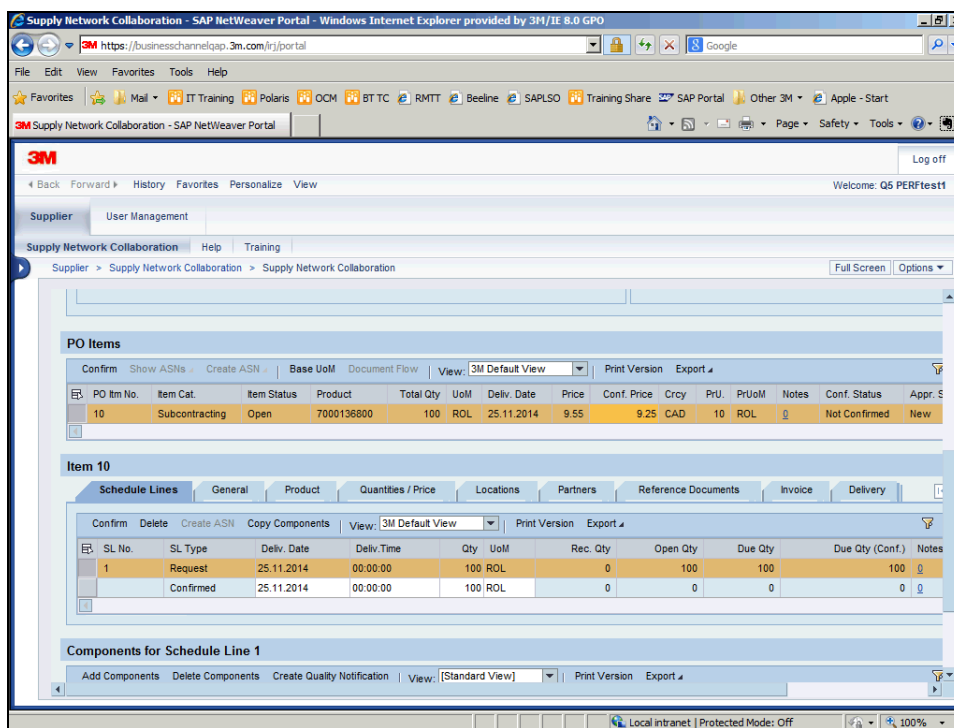 Supply Network Collaboration - SAP NetWeaver Portal - Windows Internet Explorer provided by 3M/IE 8.0 GPO
3M https://businesschannelqap.3m.com/irj/portal Google
File Edit View Favorites Tools Help
Favorites Mail IT Training Polaris OCM BT TC RMTT Beeline SAPLSO Training Share SAP Portal Other 3M Apple - Start
3M Supply Network Collaboration - SAP NetWeaver Portal Page Safety Tools
3M Log off
Back Forward History Favorites Personalize View Welcome: Q5 PERFtest1
Supplier User Management
Supply Network Collaboration Help Training
Supplier > Supply Network Collaboration > Supply Network Collaboration Full Screen Options
PO Items
Confirm Show ASNs Create ASN Base UoM Document Flow View: 3M Default View Print Version Export
PO Itm No. Item Cat. Item Status Product Total Qty UoM Deliv. Date Price Conf. Price Crcy PrU. PrUoM Notes Conf. Status Appr. S
10 Subcontracting Open 7000136800 100 ROL 25.11.2014 9.55 9.25 CAD 10 ROL 0 Not Confirmed New
Item 10
Schedule Lines General Product Quantities / Price Locations Partners Reference Documents Invoice Delivery
Confirm Delete Create ASN Copy Components View: 3M Default View Print Version Export
SL No. SL Type Deliv. Date Deliv.Time Qty UoM Rec. Qty Open Qty Due Qty Due Qty (Conf.) Notes
1 Request 25.11.2014 00:00:00 100 ROL 0 100 100 100 0
Confirmed 25.11.2014 00:00:00 100 ROL 0 0 0 0 0
Components for Schedule Line 1
Add Components Delete Components Create Quality Notification View: [Standard View] Print Version Export
Local intranet | Protected Mode: Off 100%